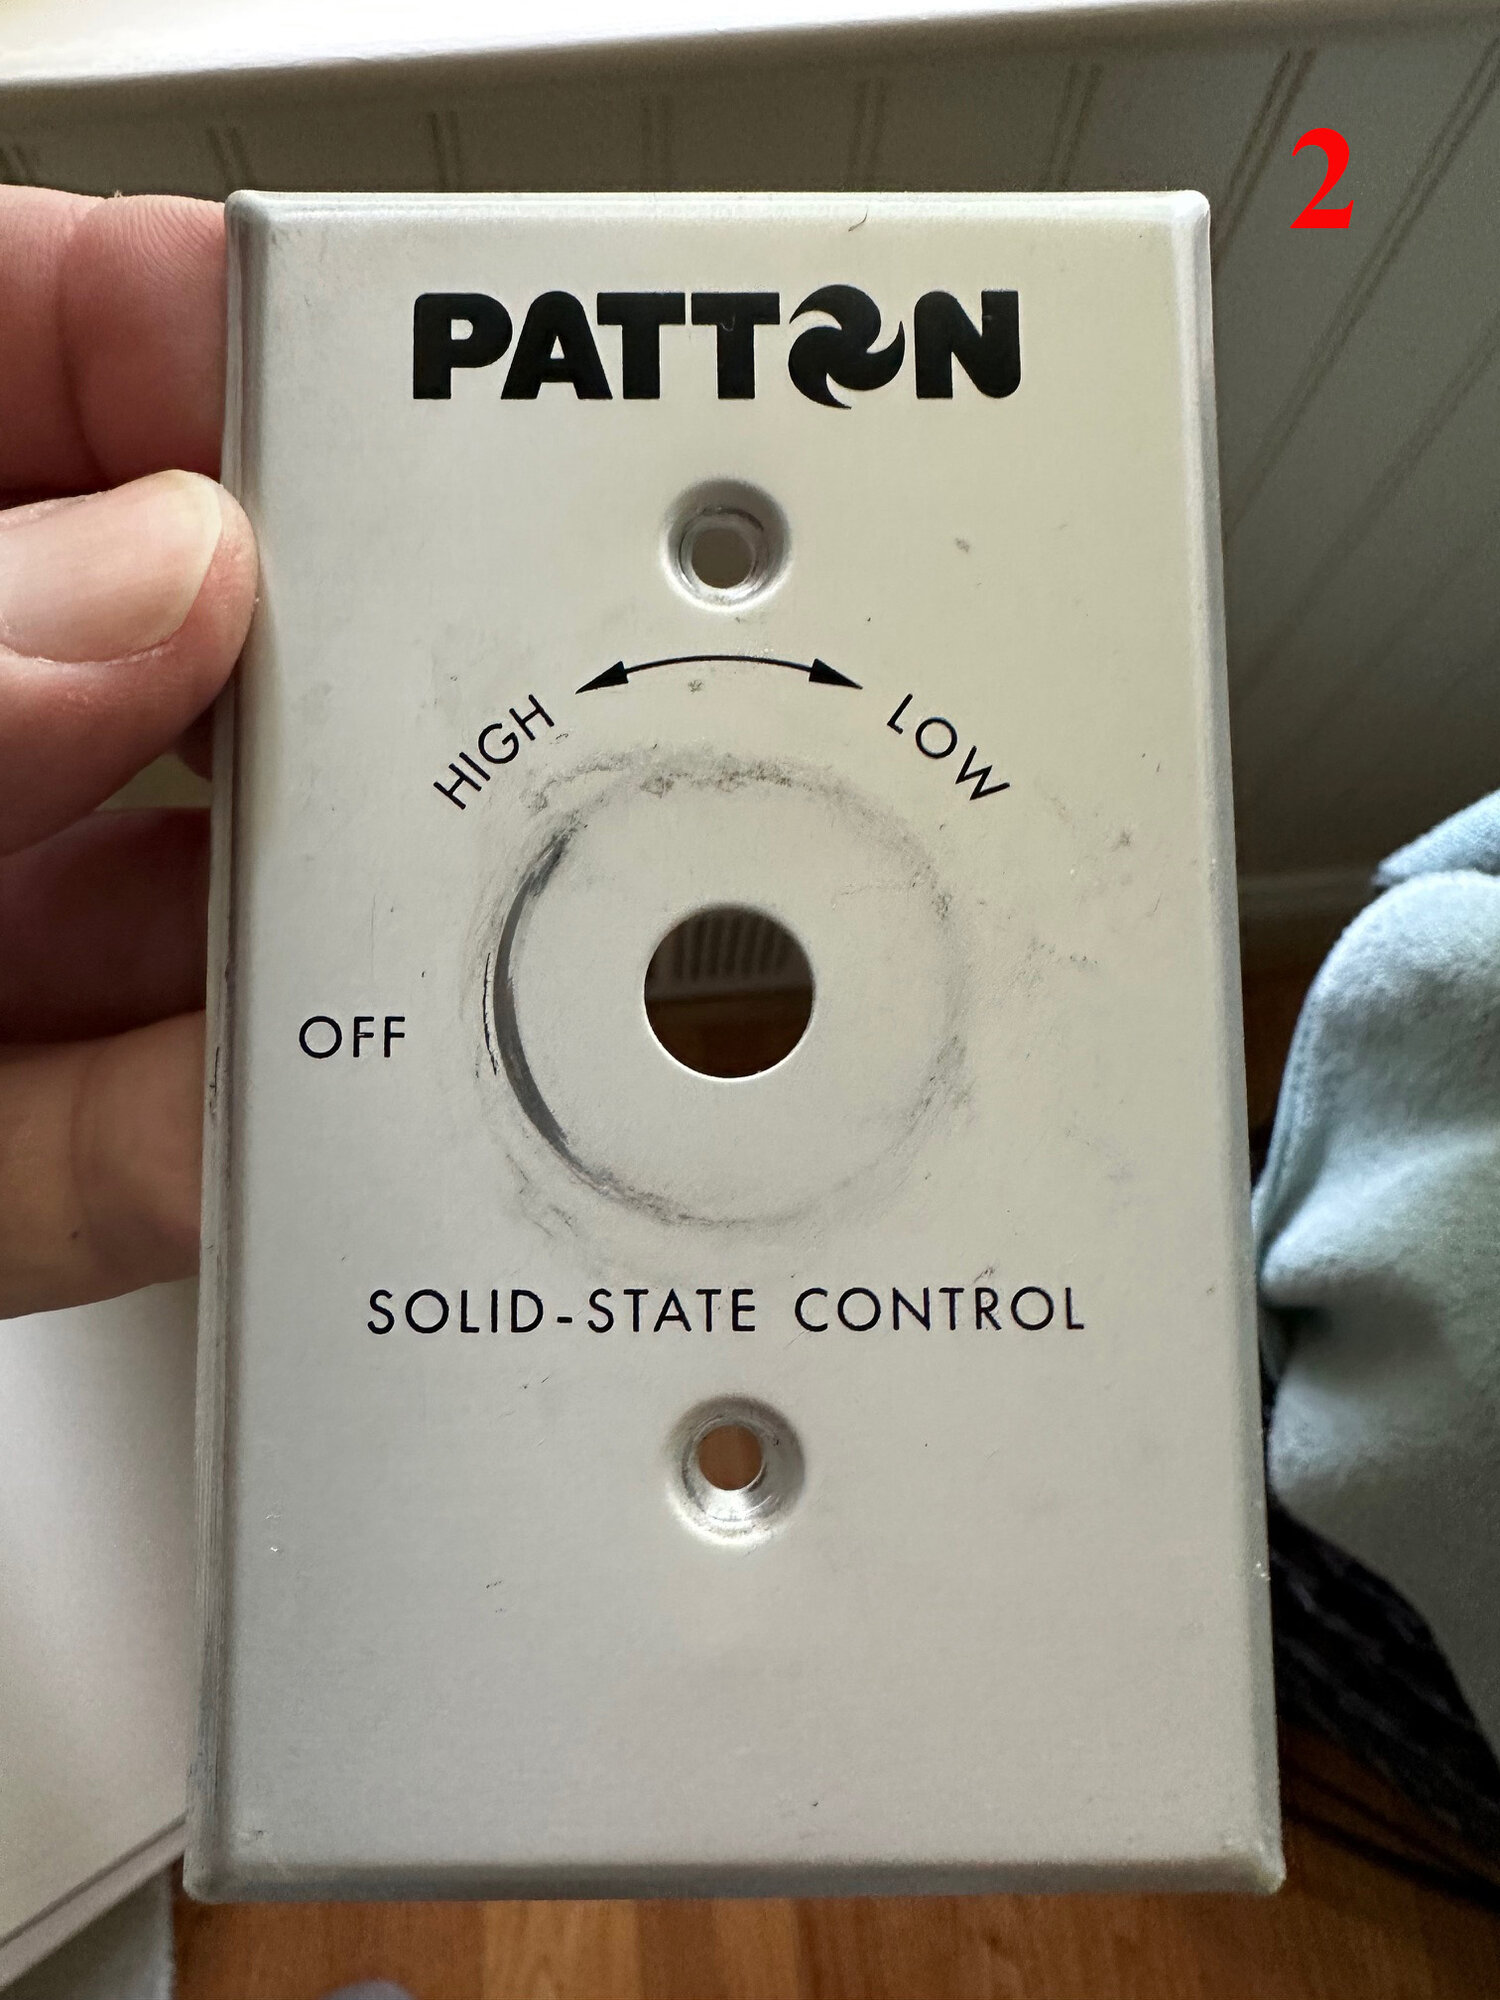 2
PATTON
HIGH LOW
OFF
SOLID-STATE CONTROL